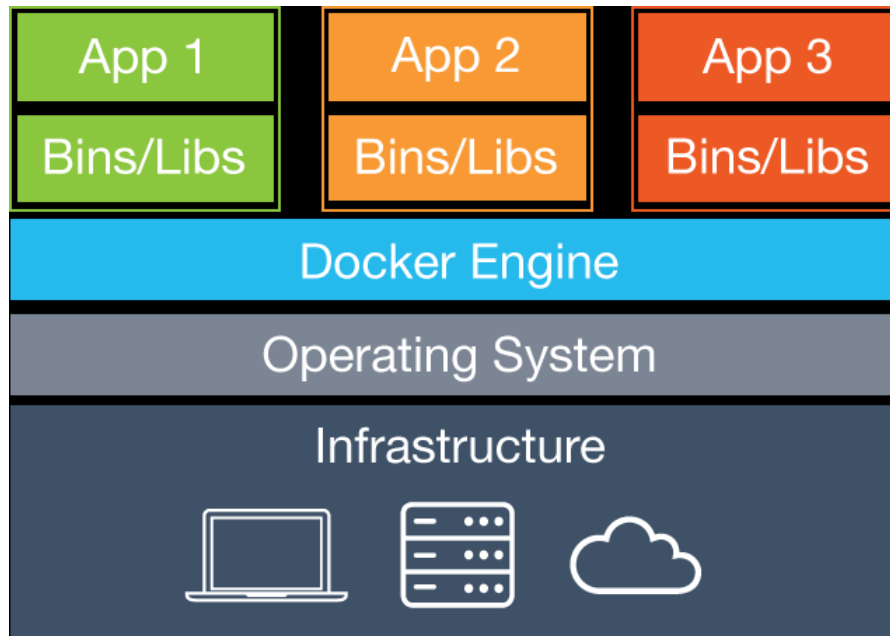 App 1
App 2
App 3
Bins/Libs
Bins/Libs
Bins/Libs
Docker Engine
Operating System
Infrastructure